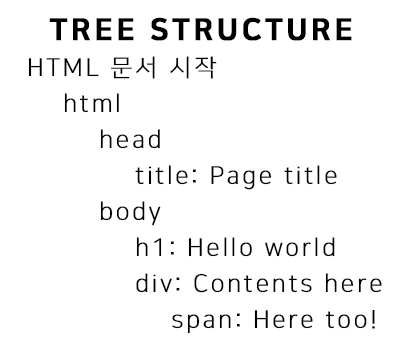 TREE STRUCTURE
HTML 문서 시작
html
head
title: Page title
body
h1: Hello world
div: Contents here
span: Here too!